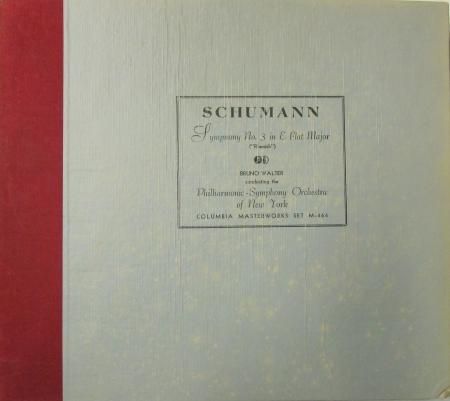 SCHUMANN
Symphony No. 3 in E Flat Major
("Rhenish")
BRUNO WALTER
conducting the
Philharmonic-Symphony Orchestra
of New York
COLUMBIA MASTERWORKS SET M-464